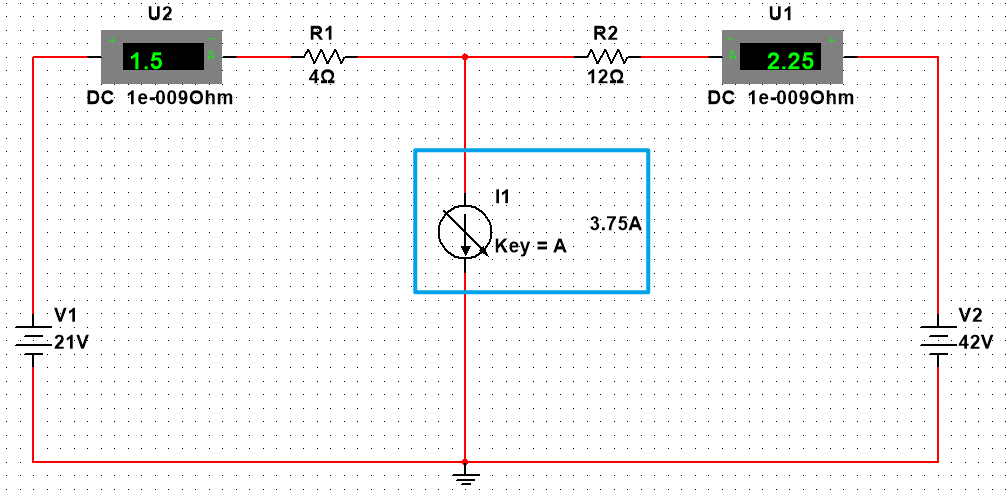 U2
U1
+ - A
1.5
DC 1e-009Ohm
R1
4Ω
R2
12Ω
- + A
2.25
DC 1e-009Ohm
I1
Key = A
3.75A
V1
21V
V2
42V